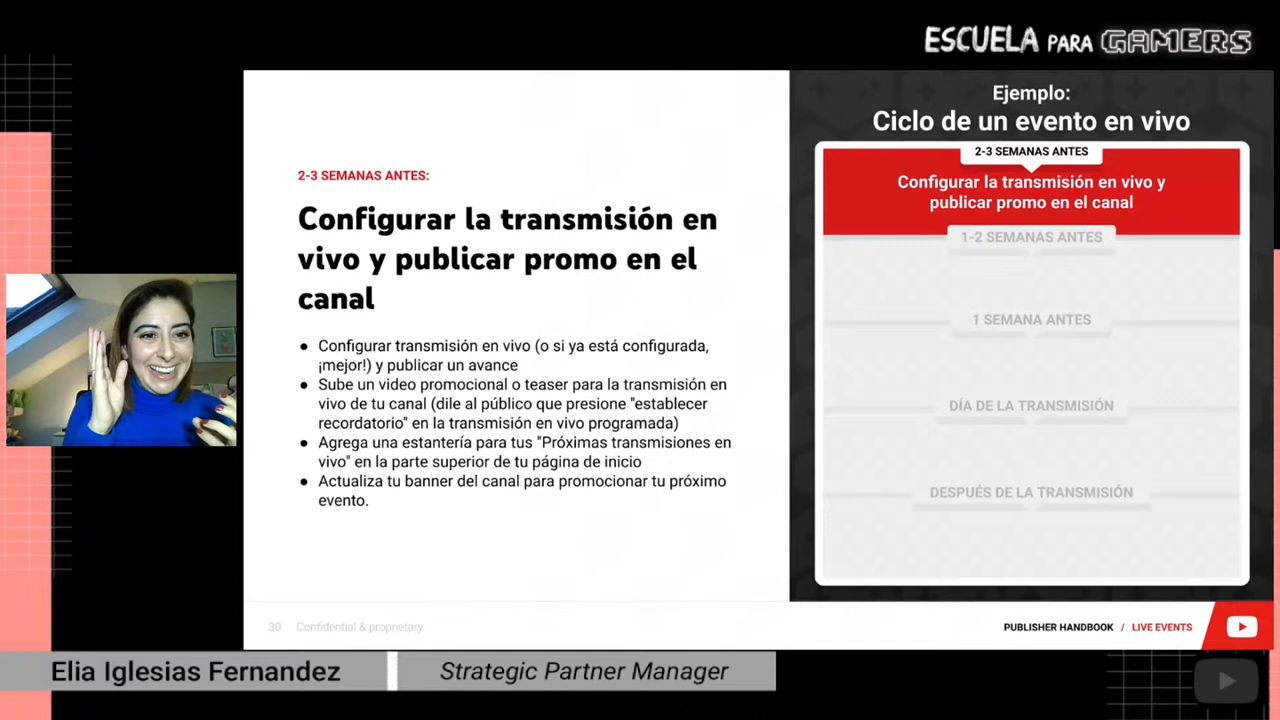 ESCUELA PARA GAMERS
2-3 SEMANAS ANTES:
Configurar la transmisión en
vivo y publicar promo en el
canal
● Configurar transmisión en vivo (o si ya está configurada,
¡mejor!) y publicar un avance
● Sube un video promocional o teaser para la transmisión en
vivo de tu canal (dile al público que presione "establecer
recordatorio" en la transmisión en vivo programada)
● Agrega una estantería para tus "Próximas transmisiones en
vivo" en la parte superior de tu página de inicio
● Actualiza tu banner del canal para promocionar tu próximo
evento.
Ejemplo:
Ciclo de un evento en vivo
2-3 SEMANAS ANTES
Configurar la transmisión en vivo y
publicar promo en el canal
1-2 SEMANAS ANTES
1 SEMANA ANTES
DÍA DE LA TRANSMISIÓN
DESPUÉS DE LA TRANSMISIÓN
30 Confidential & proprietary
PUBLISHER HANDBOOK / LIVE EVENTS
Elia Iglesias Fernandez
Strategic Partner Manager